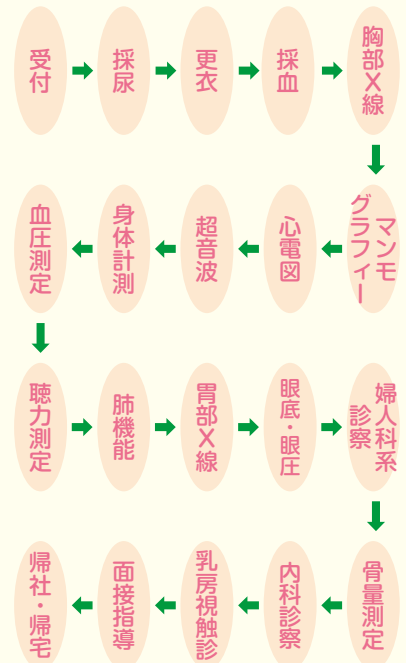 受付
採尿
更衣
採血
胸部X線
マンモ
グラフィー
心電図
超音波
身体計測
血圧測定
聴力測定
肺機能
胃部X線
眼底・眼圧
婦人科系
診察
骨量測定
内科診察
乳房視触診
面接指導
帰社・帰宅